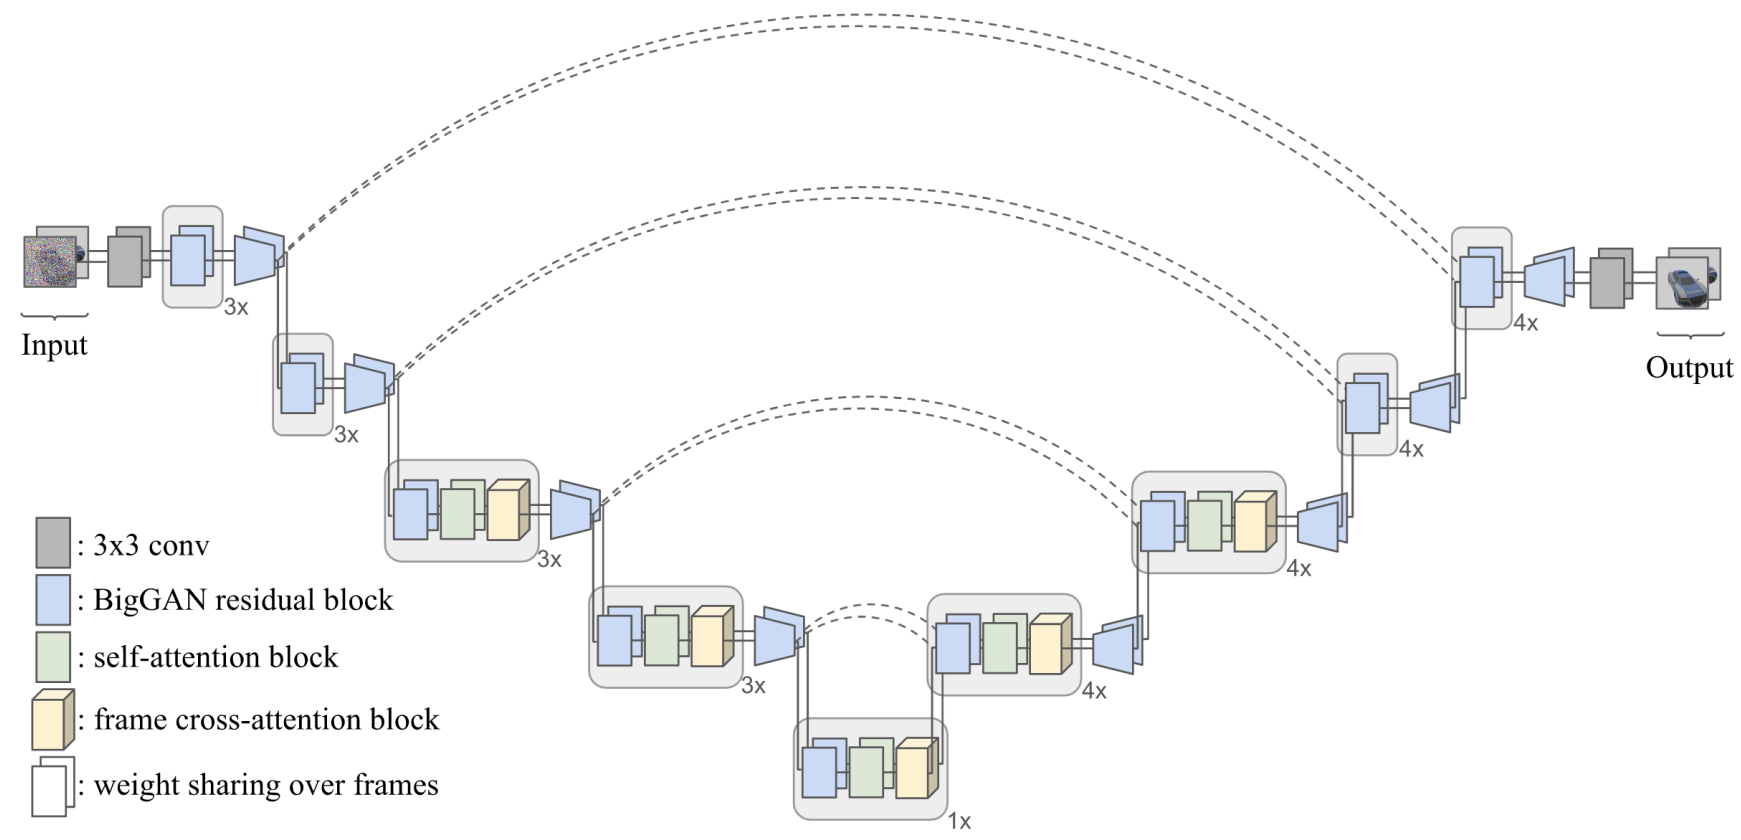 Input
3x
3x
3x
3x
1x
4x
4x
4x
4x
Output
: 3x3 conv
: BigGAN residual block
: self-attention block
: frame cross-attention block
: weight sharing over frames